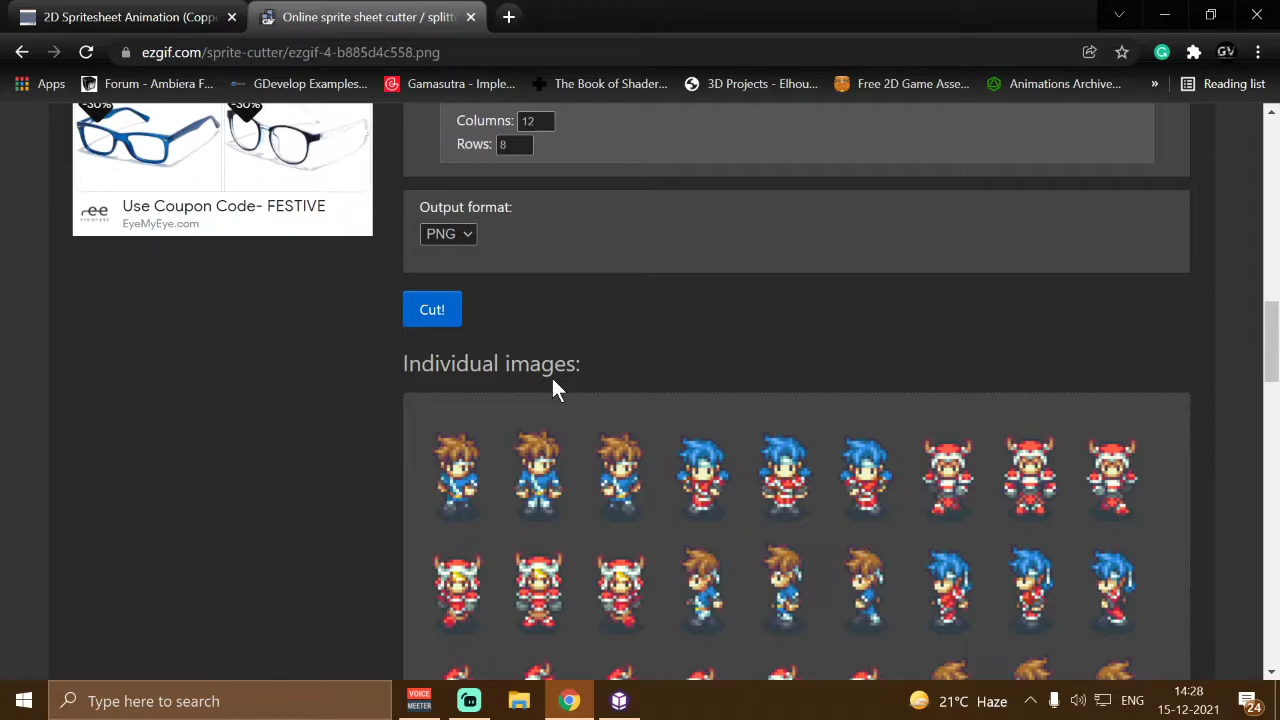 2D Spritesheet Animation (Coppe
Online sprite sheet cutter / splitt
ezgif.com/sprite-cutter/ezgif-4-b885d4c558.png
GV
Apps
Forum - Ambiera F...
GDevelop Examples...
Gamasutra - Imple...
The Book of Shader...
3D Projects - Elhou...
Free 2D Game Asse...
Animations Archive...
»
Reading list
-30%
-30%
Use Coupon Code- FESTIVE
EyeMyEye.com
Columns: 12
Rows: 8
Output format:
PNG
Cut!
Individual images:
Type here to search
VOICE
MEETER
21°C Haze
ENG
14:28
15-12-2021
24